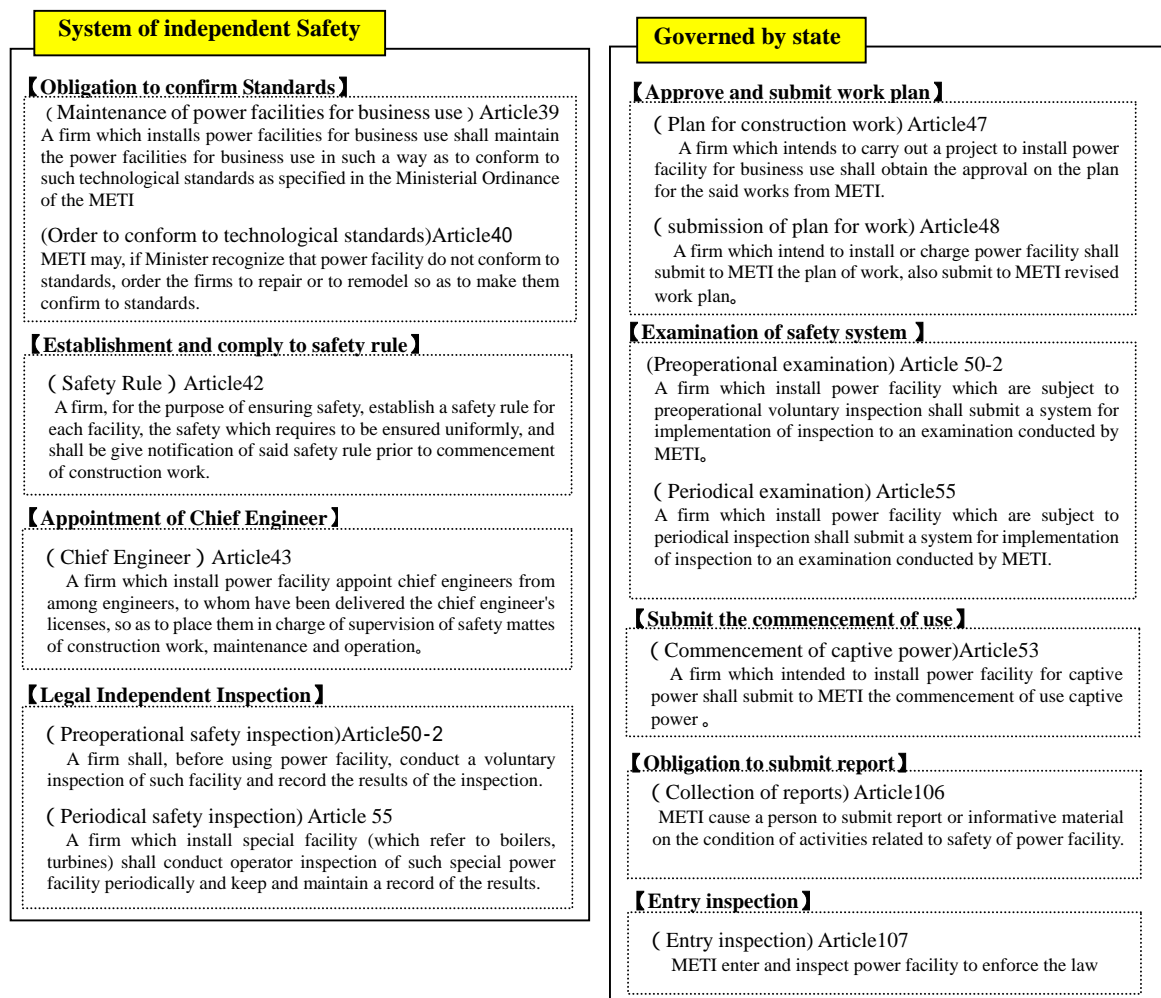 System of independent Safety
【Obligation to confirm Standards】
( Maintenance of power facilities for business use ) Article39
A firm which installs power facilities for business use shall maintain
the power facilities for business use in such a way as to conform to
such technological standards as specified in the Ministerial Ordinance
of the METI
(Order to conform to technological standards)Article40
METI may, if Minister recognize that power facility do not conform to
standards, order the firms to repair or to remodel so as to make them
confirm to standards.
【Establishment and comply to safety rule】
( Safety Rule ) Article42
A firm, for the purpose of ensuring safety, establish a safety rule for
each facility, the safety which requires to be ensured uniformly, and
shall be give notification of said safety rule prior to commencement
of construction work.
【Appointment of Chief Engineer】
( Chief Engineer ) Article43
A firm which install power facility appoint chief engineers from
among engineers, to whom have been delivered the chief engineer's
licenses, so as to place them in charge of supervision of safety mattes
of construction work, maintenance and operation。
【Legal Independent Inspection】
( Preoperational safety inspection)Article50-2
A firm shall, before using power facility, conduct a voluntary
inspection of such facility and record the results of the inspection.
( Periodical safety inspection) Article 55
A firm which install special facility (which refer to boilers,
turbines) shall conduct operator inspection of such special power
facility periodically and keep and maintain a record of the results.
Governed by state
【Approve and submit work plan】
( Plan for construction work) Article47
A firm which intends to carry out a project to install power
facility for business use shall obtain the approval on the plan
for the said works from METI.
( submission of plan for work) Article48
A firm which intend to install or charge power facility shall
submit to METI the plan of work, also submit to METI revised
work plan。
【Examination of safety system 】
(Preoperational examination) Article 50-2
A firm which install power facility which are subject to
preoperational voluntary inspection shall submit a system for
implementation of inspection to an examination conducted by
METI。
( Periodical examination) Article55
A firm which install power facility which are subject to
periodical inspection shall submit a system for implementation
of inspection to an examination conducted by METI.
【Submit the commencement of use】
( Commencement of captive power)Article53
A firm which intended to install power facility for captive
power shall submit to METI the commencement of use captive
power 。
【Obligation to submit report】
( Collection of reports) Article106
METI cause a person to submit report or informative material
on the condition of activities related to safety of power facility.
【Entry inspection】
( Entry inspection) Article107
METI enter and inspect power facility to enforce the law